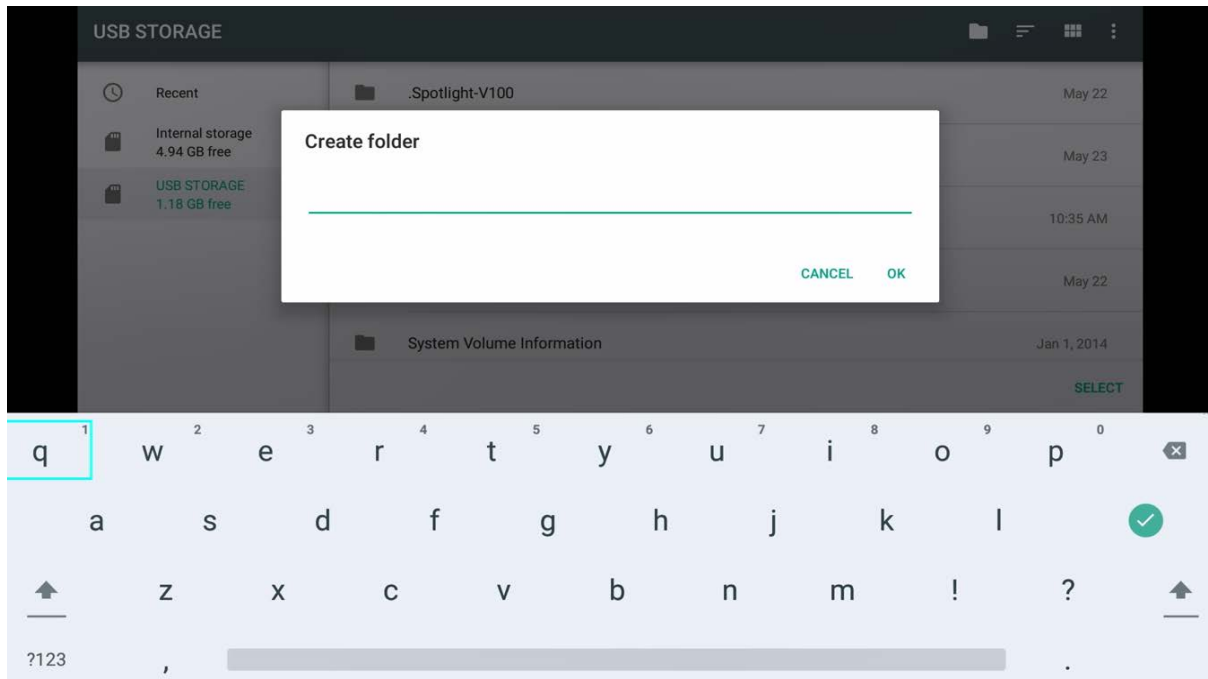 USB STORAGE
Recent
Internal storage
4.94 GB free
USB STORAGE
1.18 GB free
.Spotlight-V100 May 22
May 23
10:35 AM
May 22
System Volume Information Jan 1, 2014
SELECT
Create folder
CANCEL OK
q 1 w 2 e 3 r 4 t 5 y 6 u 7 i 8 o 9 p 0
a s d f g h j k l
z x c v b n m ! ?
?123 , .